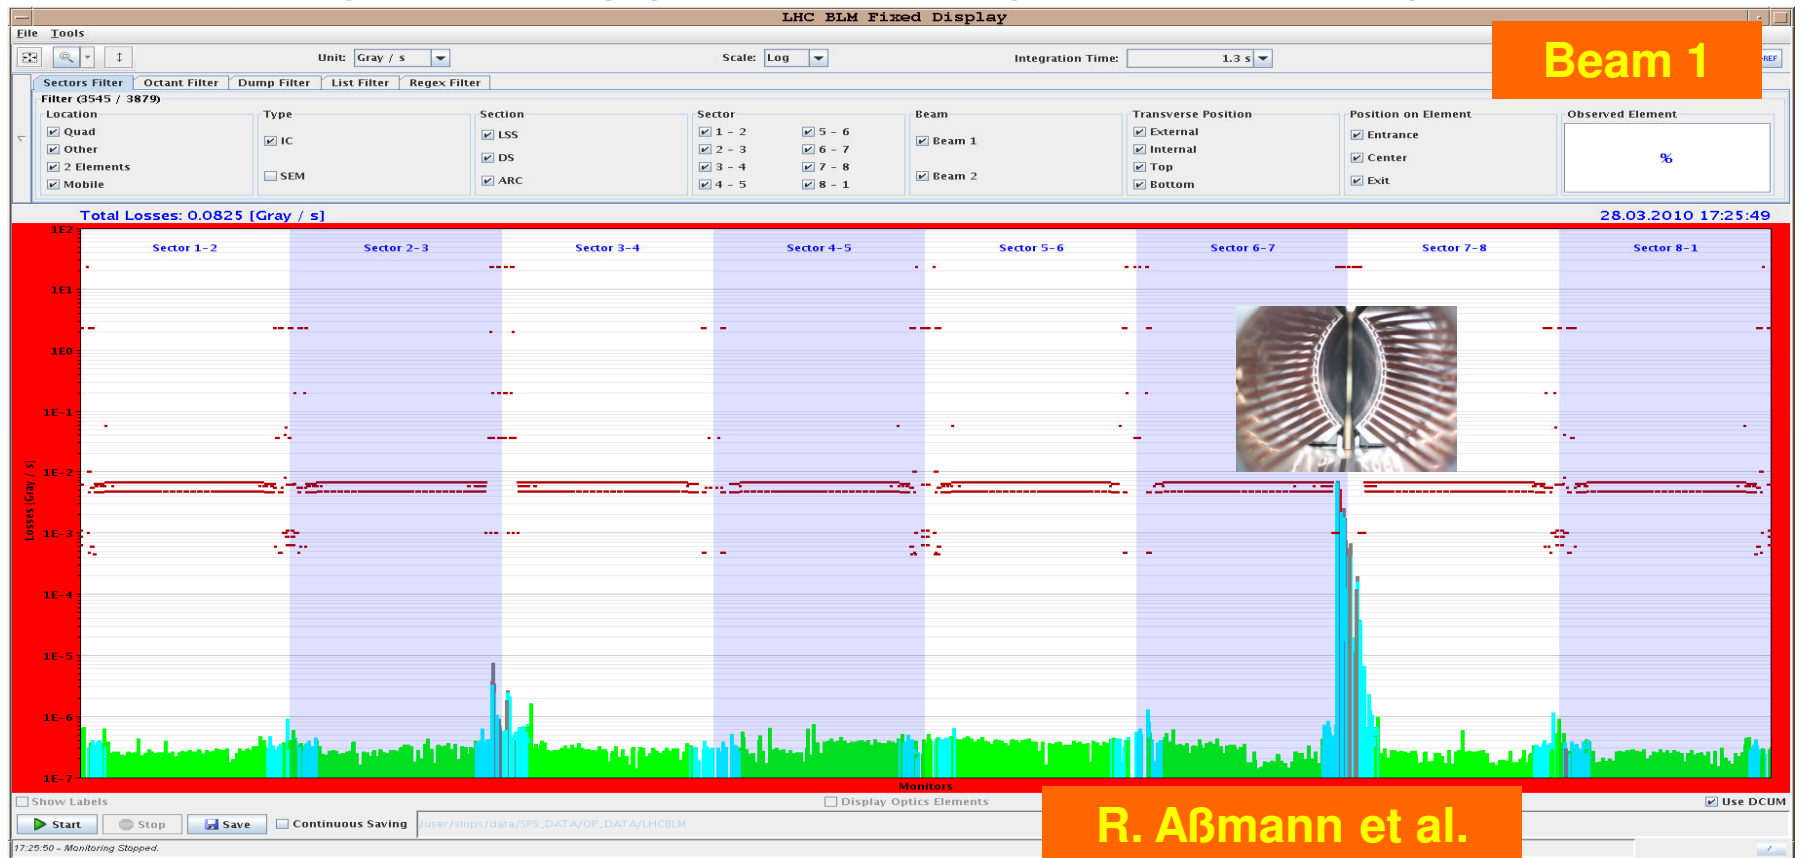 LHC BLM Fixed Display
File Tools
Unit: Gray / s Scale: Log Integration Time: 1.3 s
Beam 1
REF
Sectors Filter Octant Filter Dump Filter List Filter Regex Filter
Filter (3545 / 3879)
Location Type Section Sector Beam Transverse Position Position on Element Observed Element
Quad IC LSS 1 - 2 5 - 6 Beam 1 External Entrance %
Other DS 2 - 3 6 - 7 Internal Center
2 Elements SEM ARC 3 - 4 7 - 8 Beam 2 Top Exit
Mobile 4 - 5 8 - 1 Bottom
Total Losses: 0.0825 [Gray / s] 28.03.2010 17:25:49
1E2
Sector 1-2 Sector 2-3 Sector 3-4 Sector 4-5 Sector 5-6 Sector 6-7 Sector 7-8 Sector 8-1
1E1
1E0
1E-1
1E-2
Losses [Gray / s]
1E-3
1E-4
1E-5
1E-6
1E-7
Monitors
Show Labels Display Optics Elements Use DCUM
Start Stop Save Continuous Saving /user/slops/data/SPS_DATA/OP_DATA/LHCBLM
R. Aßmann et al.
17:25:50 - Monitoring Stopped.